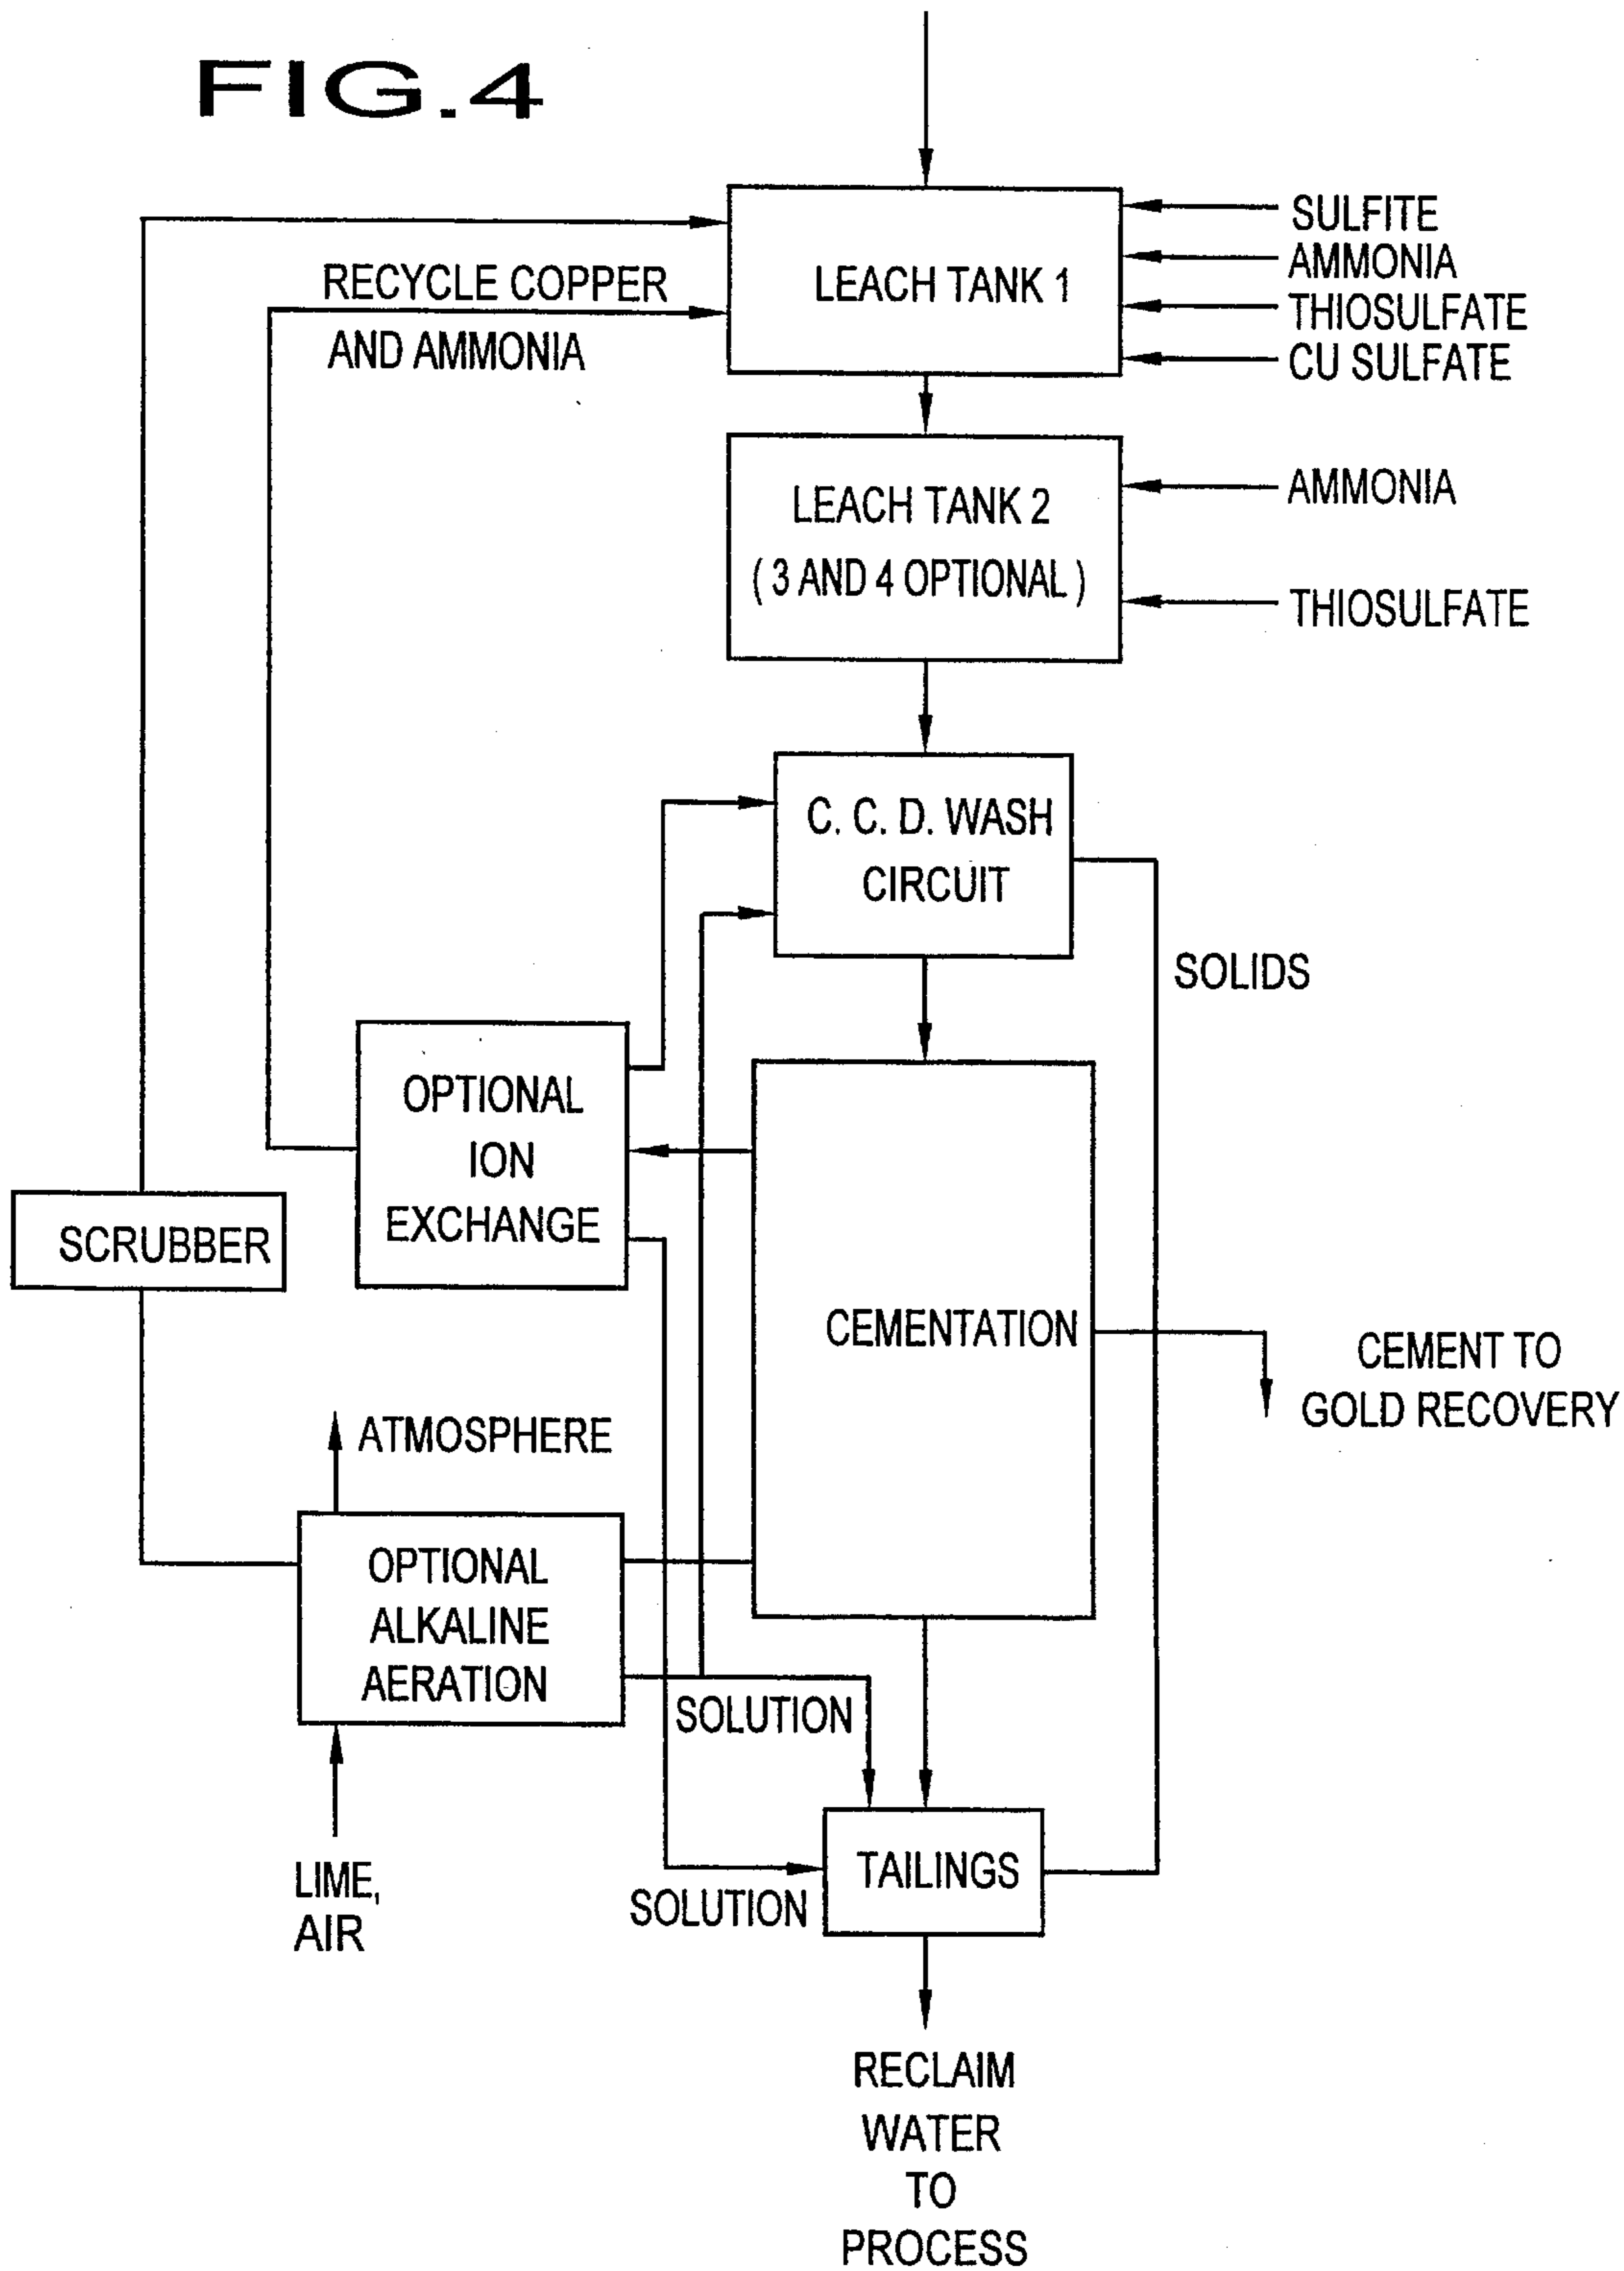 FIG.4
SULFITE
AMMONIA
THIOSULFATE
CU SULFATE
LEACH TANK 1
RECYCLE COPPER
AND AMMONIA
LEACH TANK 2
( 3 AND 4 OPTIONAL )
AMMONIA
THIOSULFATE
C. C. D. WASH
CIRCUIT
SOLIDS
OPTIONAL
ION
EXCHANGE
SCRUBBER
CEMENTATION
CEMENT TO
GOLD RECOVERY
ATMOSPHERE
OPTIONAL
ALKALINE
AERATION
SOLUTION
LIME,
AIR
SOLUTION
TAILINGS
RECLAIM
WATER
TO
PROCESS